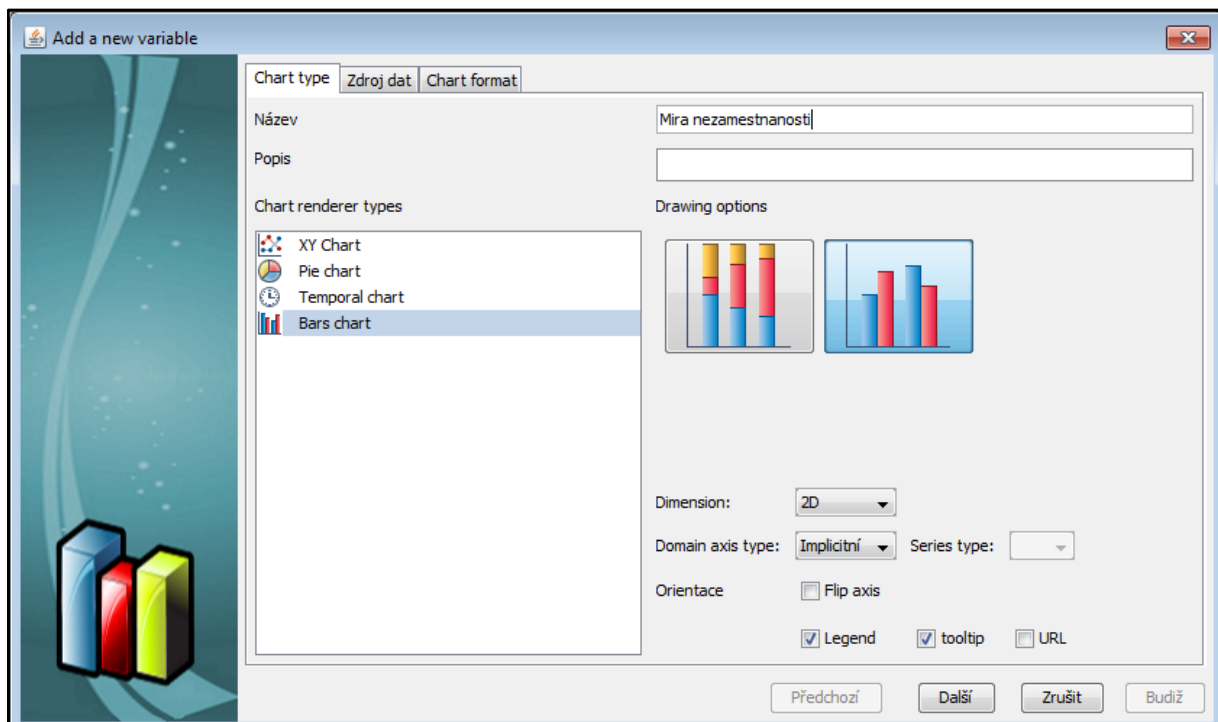 Add a new variable
Chart type Zdroj dat Chart format
Název Mira nezamestnanosti
Popis
Chart renderer types Drawing options
XY Chart
Pie chart
Temporal chart
Bars chart
Dimension: 2D
Domain axis type: Implicitní Series type:
Orientace Flip axis
Legend tooltip URL
Předchozí Další Zrušit Budiž